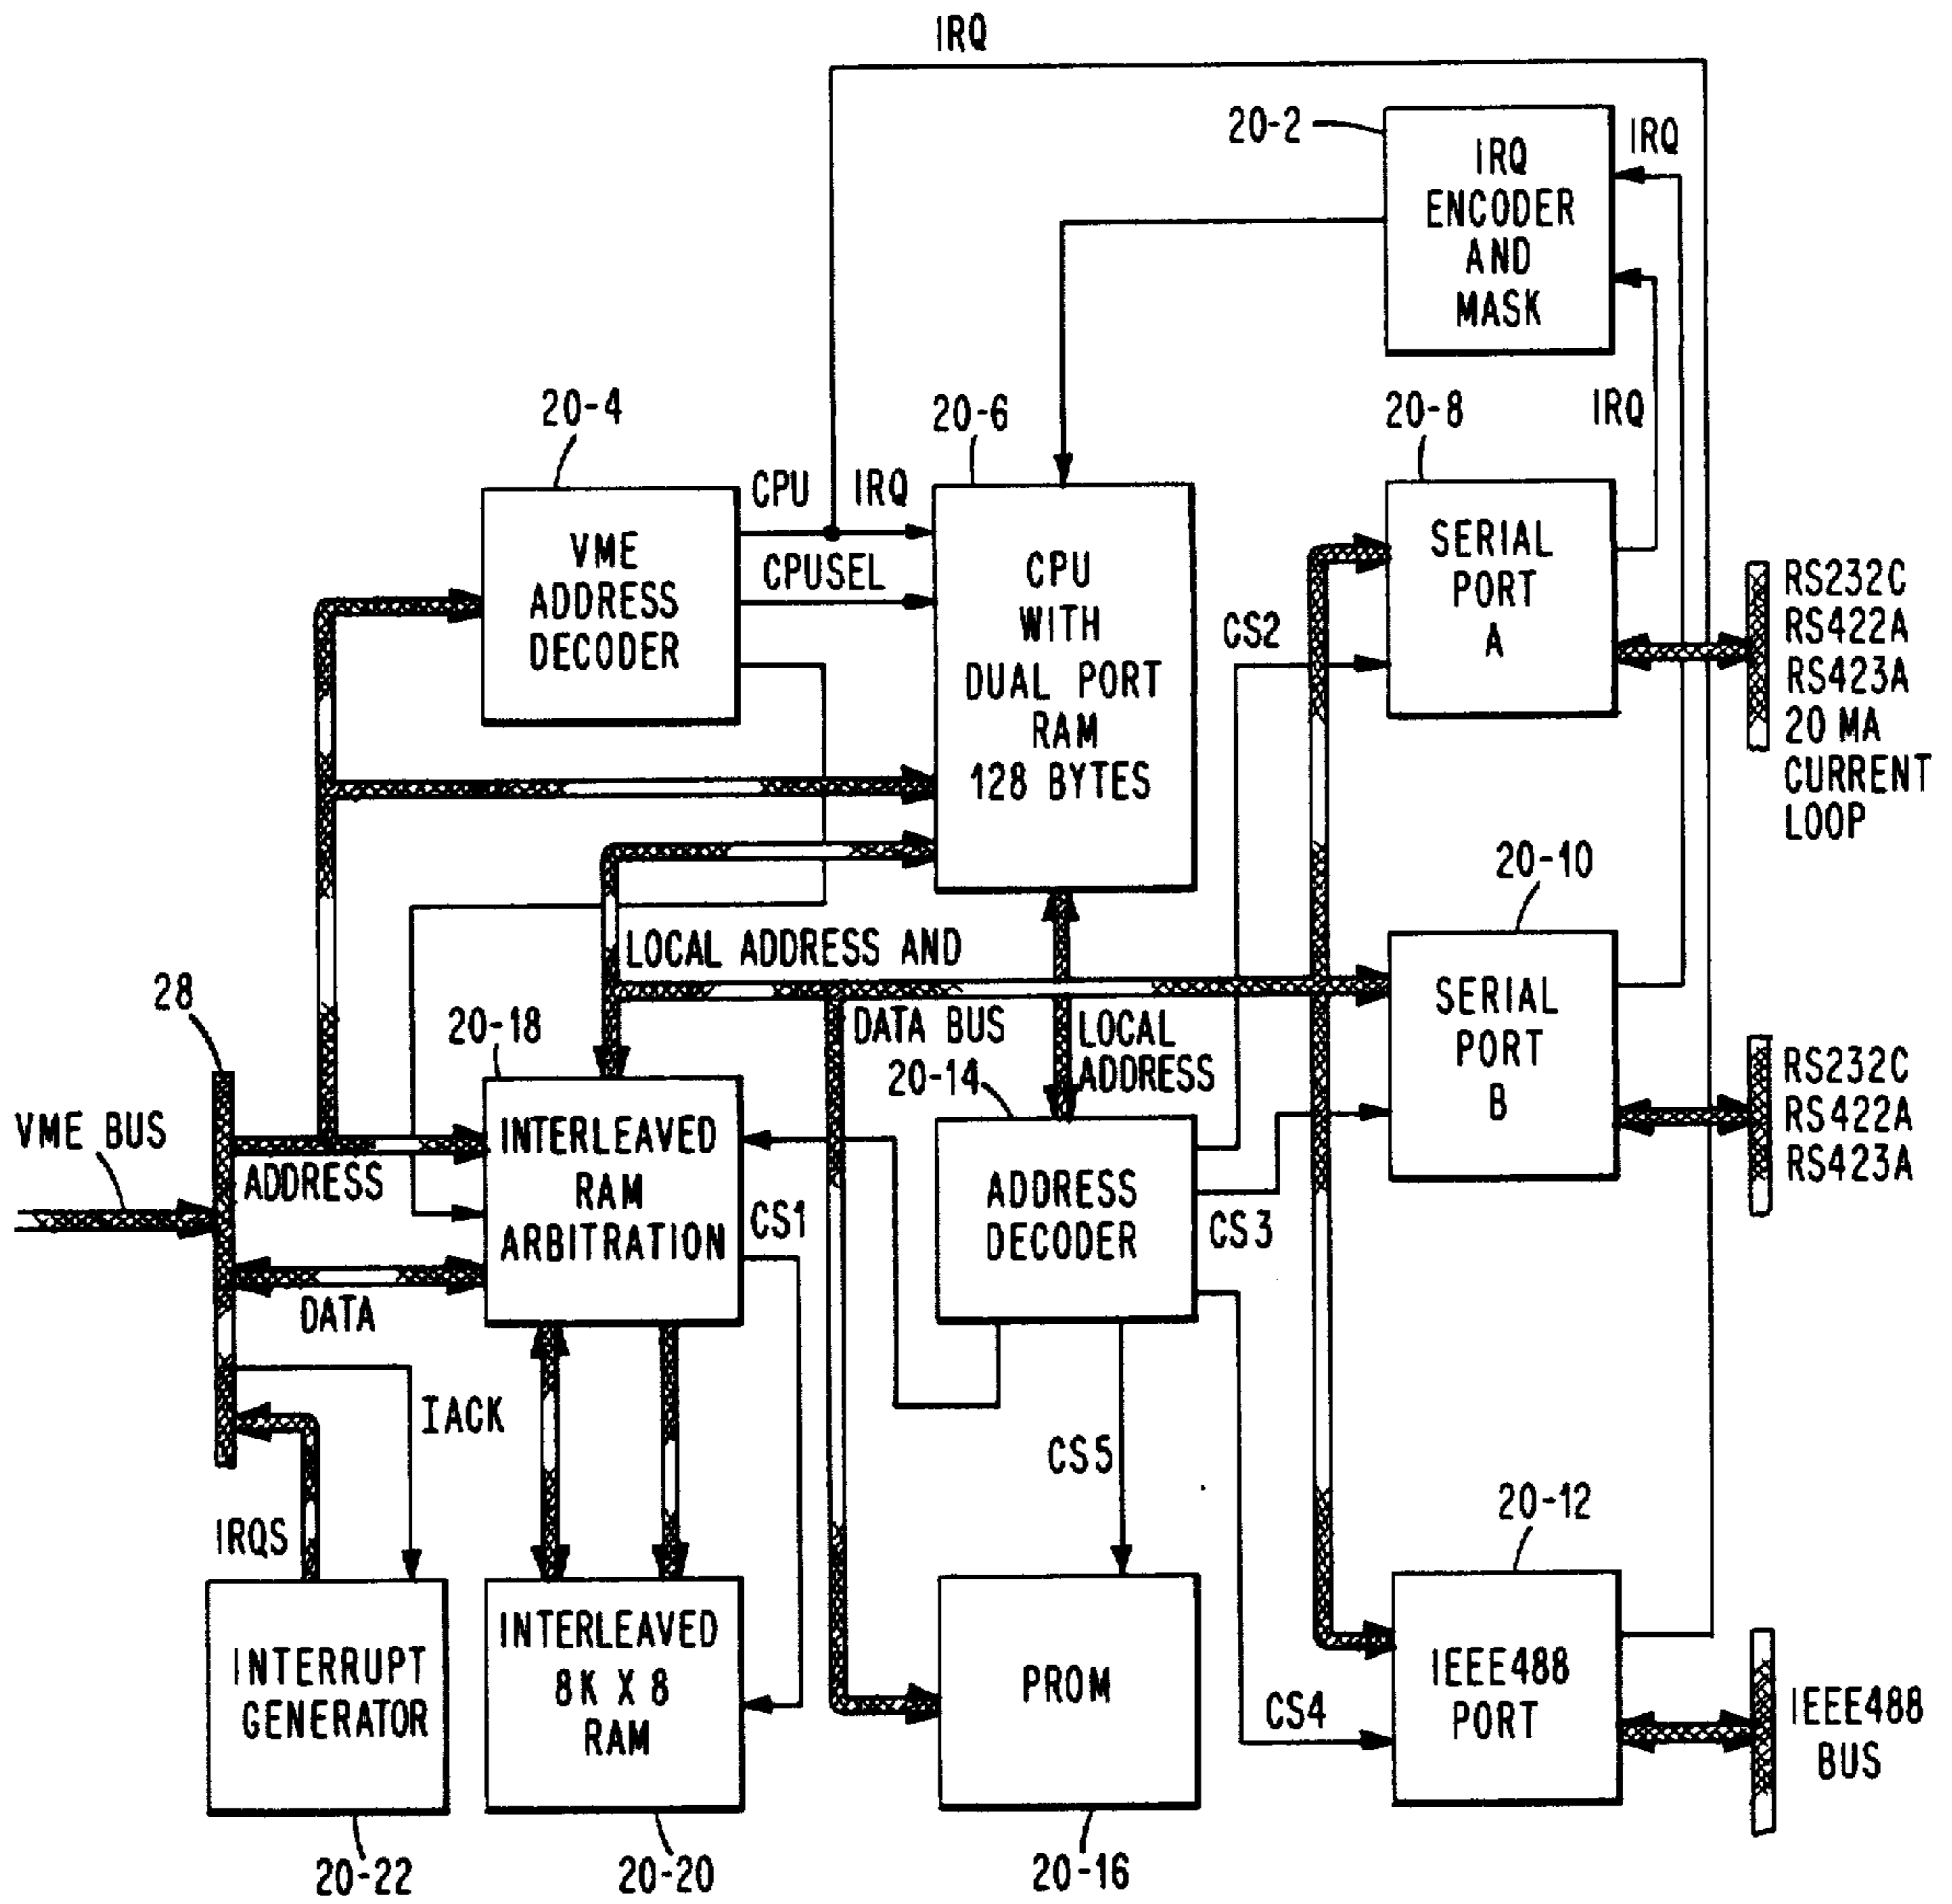 IRQ
20-2
IRQ
ENCODER
AND
MASK
IRQ
IRQ
20-4
VME
ADDRESS
DECODER
CPU IRQ
CPUSEL
20-6
CPU
WITH
DUAL PORT
RAM
128 BYTES
20-8
SERIAL
PORT
A
CS2
RS232C
RS422A
RS423A
20 MA
CURRENT
LOOP
20-10
SERIAL
PORT
B
RS232C
RS422A
RS423A
LOCAL ADDRESS AND
DATA BUS
LOCAL
ADDRESS
28
VME BUS
ADDRESS
DATA
20-18
INTERLEAVED
RAM
ARBITRATION
CS1
20-14
ADDRESS
DECODER
CS3
IACK
IRQS
CS5
CS4
20-12
IEEE488
PORT
IEEE488
BUS
INTERRUPT
GENERATOR
20-22
INTERLEAVED
8K X 8
RAM
20-20
PROM
20-16